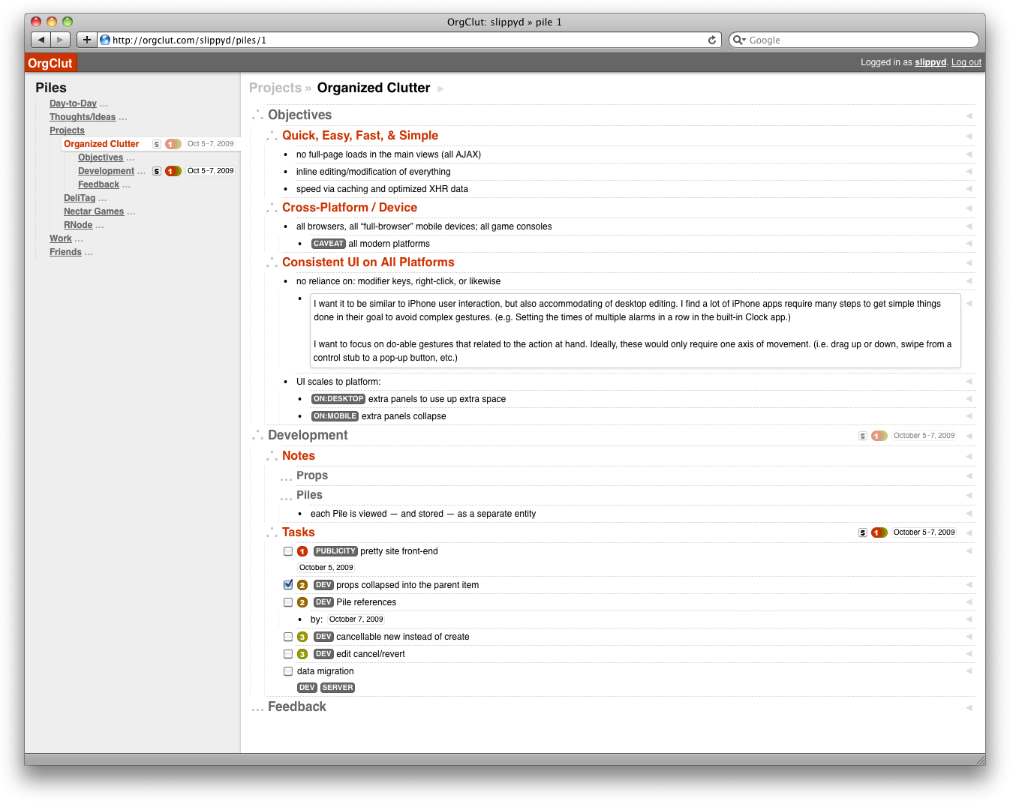 OrgClut: slippyd » pile 1
http://orgclut.com/slippyd/piles/1
Google
OrgClut
Logged in as slippyd. Log out
Piles
Day-to-Day ...
Thoughts/Ideas ...
Projects
Organized Clutter 5 1 Oct 5-7, 2009
Objectives ...
Development ... 5 1 Oct 5-7, 2009
Feedback ...
DeliTag ...
Nectar Games ...
RNode ...
Work ...
Friends ...
Projects » Organized Clutter
Objectives
Quick, Easy, Fast, & Simple
• no full-page loads in the main views (all AJAX)
• inline editing/modification of everything
• speed via caching and optimized XHR data
Cross-Platform / Device
• all browsers, all “full-browser” mobile devices; all game consoles
• CAVEAT all modern platforms
Consistent UI on All Platforms
• no reliance on: modifier keys, right-click, or likewise
• I want it to be similar to iPhone user interaction, but also accommodating of desktop editing. I find a lot of iPhone apps require many steps to get simple things
done in their goal to avoid complex gestures. (e.g. Setting the times of multiple alarms in a row in the built-in Clock app.)
I want to focus on do-able gestures that related to the action at hand. Ideally, these would only require one axis of movement. (i.e. drag up or down, swipe from a
control stub to a pop-up button, etc.)
• UI scales to platform:
• ON:DESKTOP extra panels to use up extra space
• ON:MOBILE extra panels collapse
Development 5 1 October 5-7, 2009
Notes
... Props
... Piles
• each Pile is viewed — and stored — as a separate entity
Tasks 5 1 October 5-7, 2009
1 PUBLICITY pretty site front-end
October 5, 2009
2 DEV props collapsed into the parent item
2 DEV Pile references
• by: October 7, 2009
3 DEV cancellable new instead of create
3 DEV edit cancel/revert
data migration
DEV SERVER
... Feedback